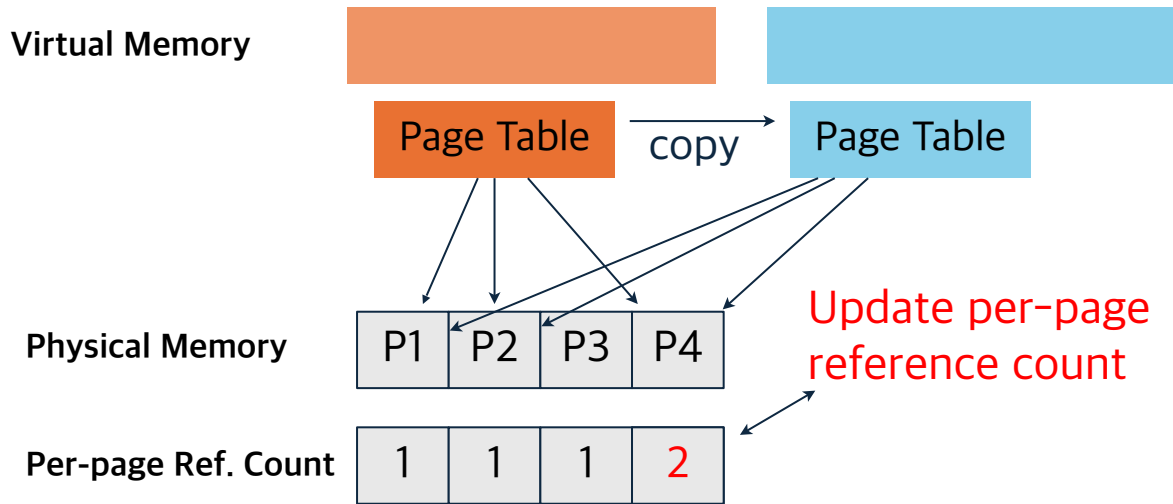 Virtual Memory
Page Table
copy
Page Table
Update per-page
reference count
Physical Memory
P1 P2 P3 P4
Per-page Ref. Count
1 1 1 2